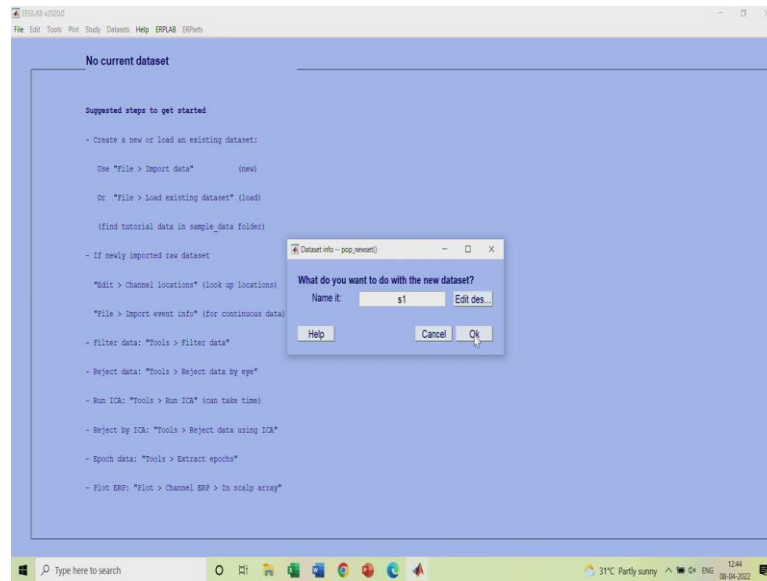 EEGLAB v2020.0
File Edit Tools Plot Study Datasets Help ERPLAB ERPsets
No current dataset
Suggested steps to get started
- Create a new or load an existing dataset:
Use "File > Import data" (new)
Or "File > Load existing dataset" (load)
(find tutorial data in sample_data folder)
- If newly imported raw dataset
"Edit > Channel locations" (look up locations)
"File > Import event info" (for continuous data)
- Filter data: "Tools > Filter data"
- Reject data: "Tools > Reject data by eye"
- Run ICA: "Tools > Run ICA" (can take time)
- Reject by ICA: "Tools > Reject data using ICA"
- Epoch data: "Tools > Extract epochs"
- Plot ERP: "Plot > Channel ERP > In scalp array"
Dataset info -- pop_newset()
What do you want to do with the new dataset?
Name it: s1 Edit des...
Help Cancel Ok
Type here to search
31°C Partly sunny ENG 12:44
08-04-2022